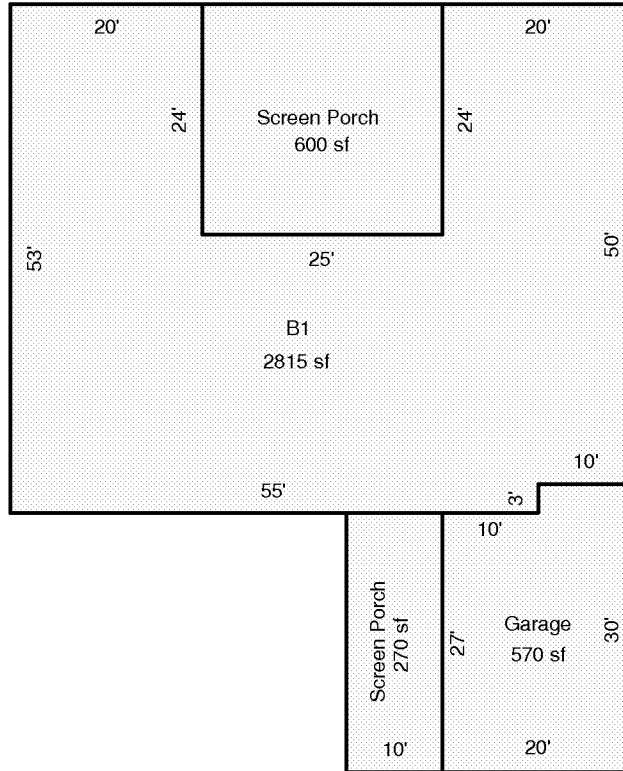 20'
20'
24'
Screen Porch
600 sf
24'
53'
25'
50'
B1
2815 sf
10'
55'
3'
10'
Screen Porch
270 sf
27'
Garage
570 sf
30'
10'
20'